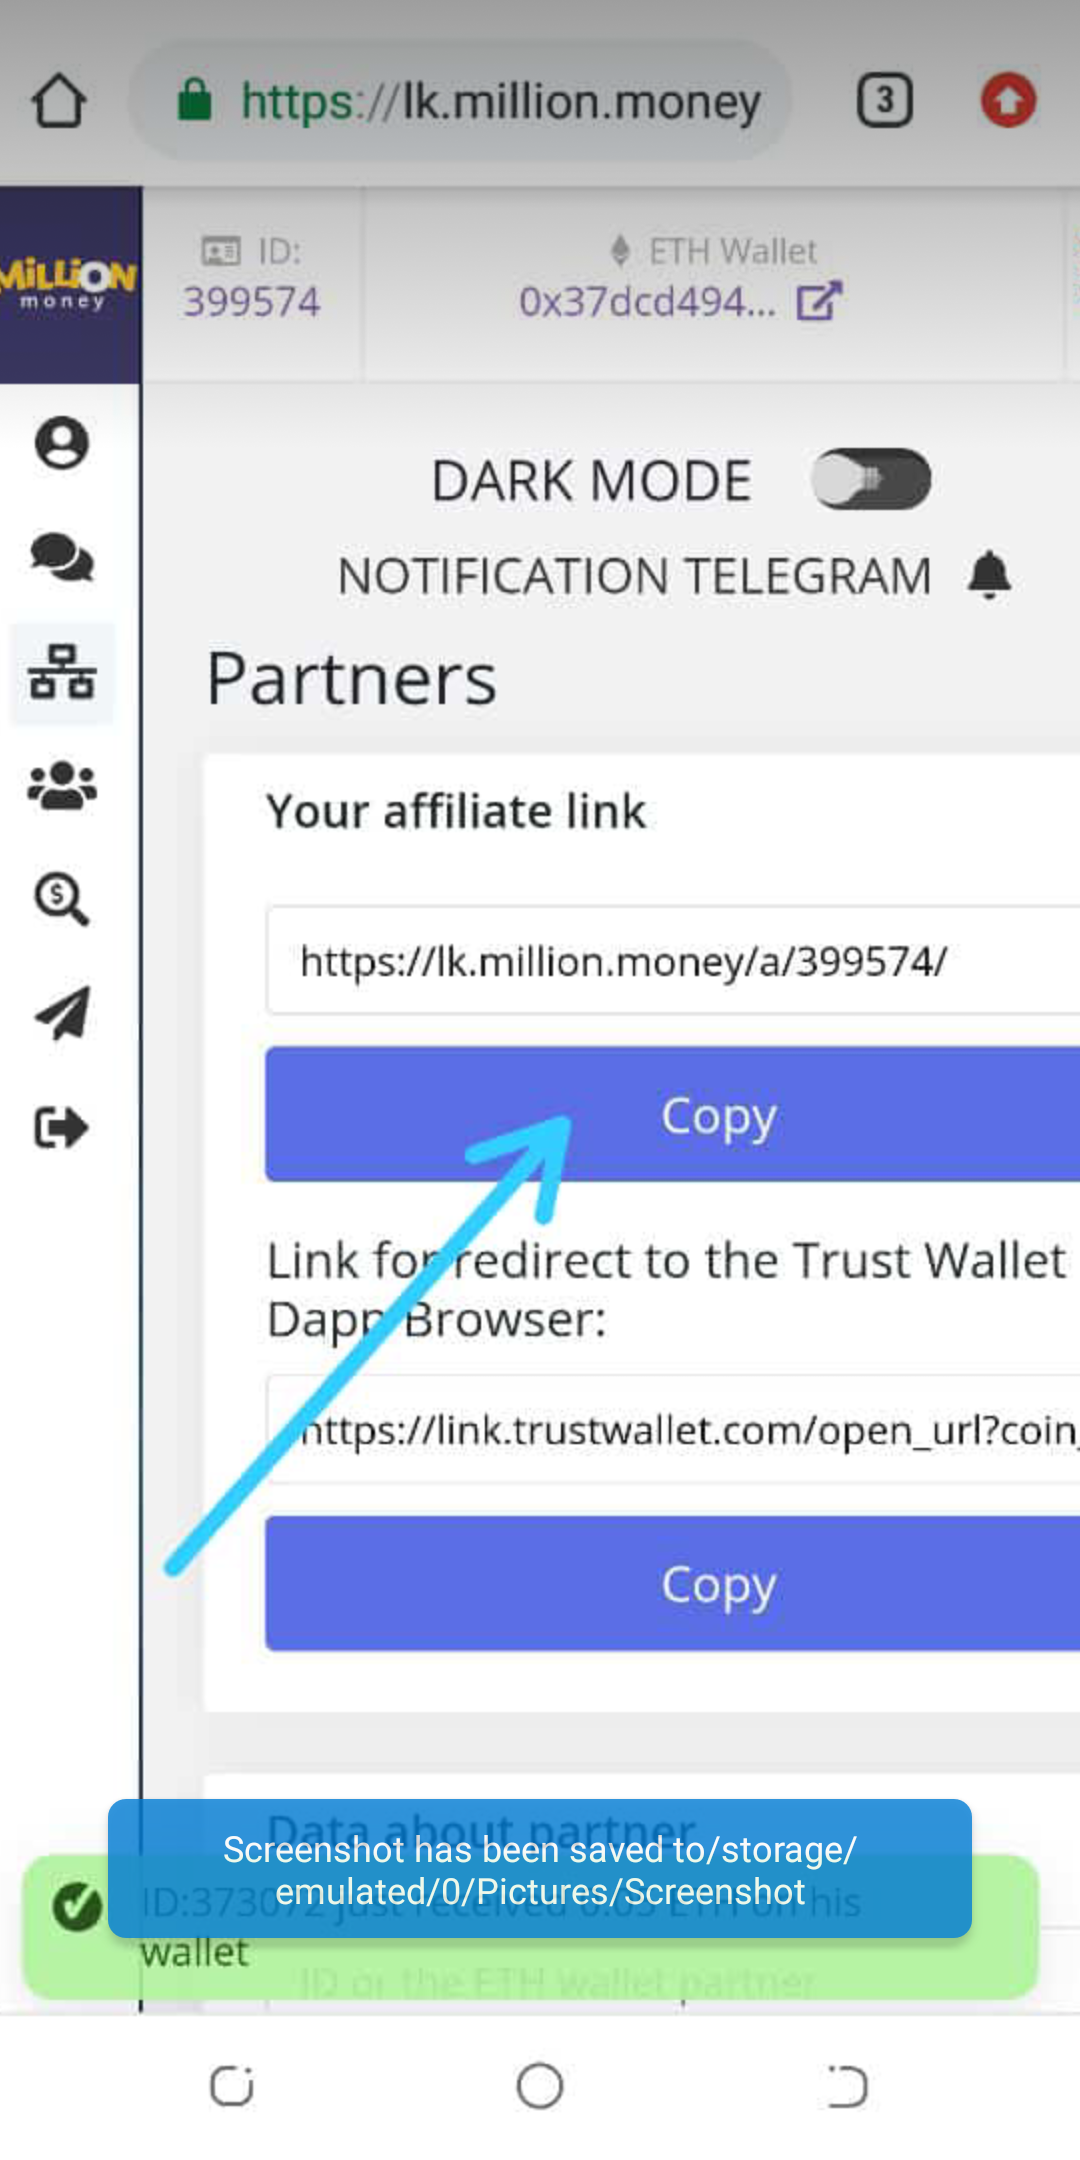 https://lk.million.money
3
MiLLiON
money
ID:
399574
ETH Wallet
0x37dcd494...
DARK MODE
NOTIFICATION TELEGRAM
Partners
Your affiliate link
https://lk.million.money/a/399574/
Copy
Link for redirect to the Trust Wallet
Dapp Browser:
https://link.trustwallet.com/open_url?coin_
Copy
Data about partner
Screenshot has been saved to/storage/
emulated/0/Pictures/Screenshot
ID:373072 just received 0.03 ETH on his
wallet
ID or the ETH wallet partner